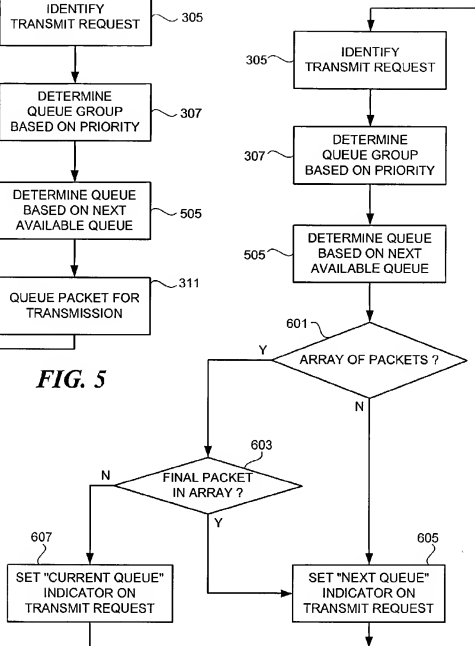 IDENTIFY
TRANSMIT REQUEST
305
DETERMINE
QUEUE GROUP
BASED ON PRIORITY
307
DETERMINE QUEUE
BASED ON NEXT
AVAILABLE QUEUE
505
QUEUE PACKET FOR
TRANSMISSION
311
FIG. 5
305
IDENTIFY
TRANSMIT REQUEST
307
DETERMINE
QUEUE GROUP
BASED ON PRIORITY
505
DETERMINE QUEUE
BASED ON NEXT
AVAILABLE QUEUE
601
ARRAY OF PACKETS ?
Y
N
603
FINAL PACKET
IN ARRAY ?
N
Y
607
SET "CURRENT QUEUE"
INDICATOR ON
TRANSMIT REQUEST
605
SET "NEXT QUEUE"
INDICATOR ON
TRANSMIT REQUEST